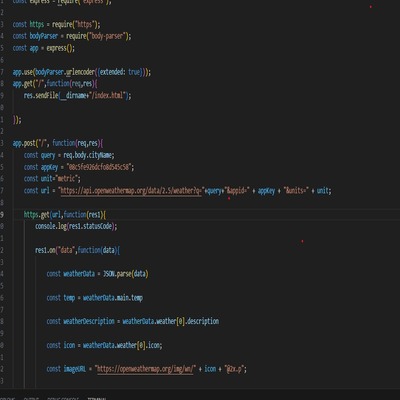 const express = require("express");
const https = require("https");
const bodyParser = require("body-parser");
const app = express();
app.use(bodyParser.urlencoder({extended: true}));
app.get("/",function(req,res){
res.sendFile(__dirname+"/index.html");
});
app.post("/", function(req,res){
const query = req.body.cityName;
const appKey =
const unit="metric";
const url = "https://api.openweathermap.org/data/2.5/weather?q="+query+"&appid=" + appKey + "&units=" + unit;
https.get(url,function(res1){
console.log(res1.statusCode);
res1.on("data",function(data){
const weatherData = JSON.parse(data)
const temp = weatherData.main.temp
const weatherDescription = weatherData.weather[0].description
const icon = weatherData.weather[0].icon;
const imageURL = "https://openweathermap.org/img/wn/" + icon + "@2x.p";